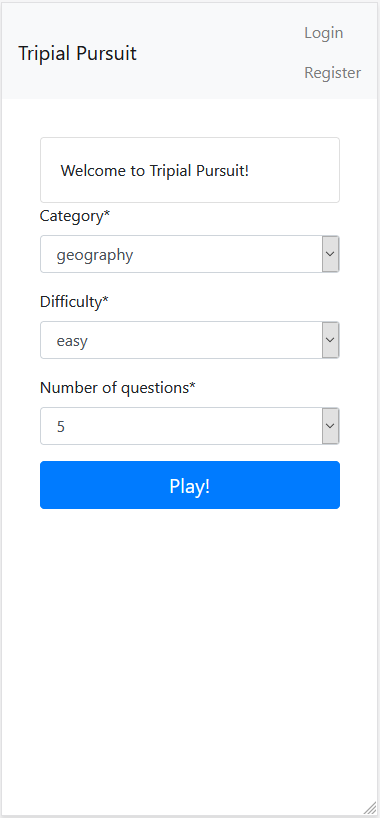 Tripial Pursuit
Login
Register
Welcome to Tripial Pursuit!
Category*
geography
Difficulty*
easy
Number of questions*
5
Play!